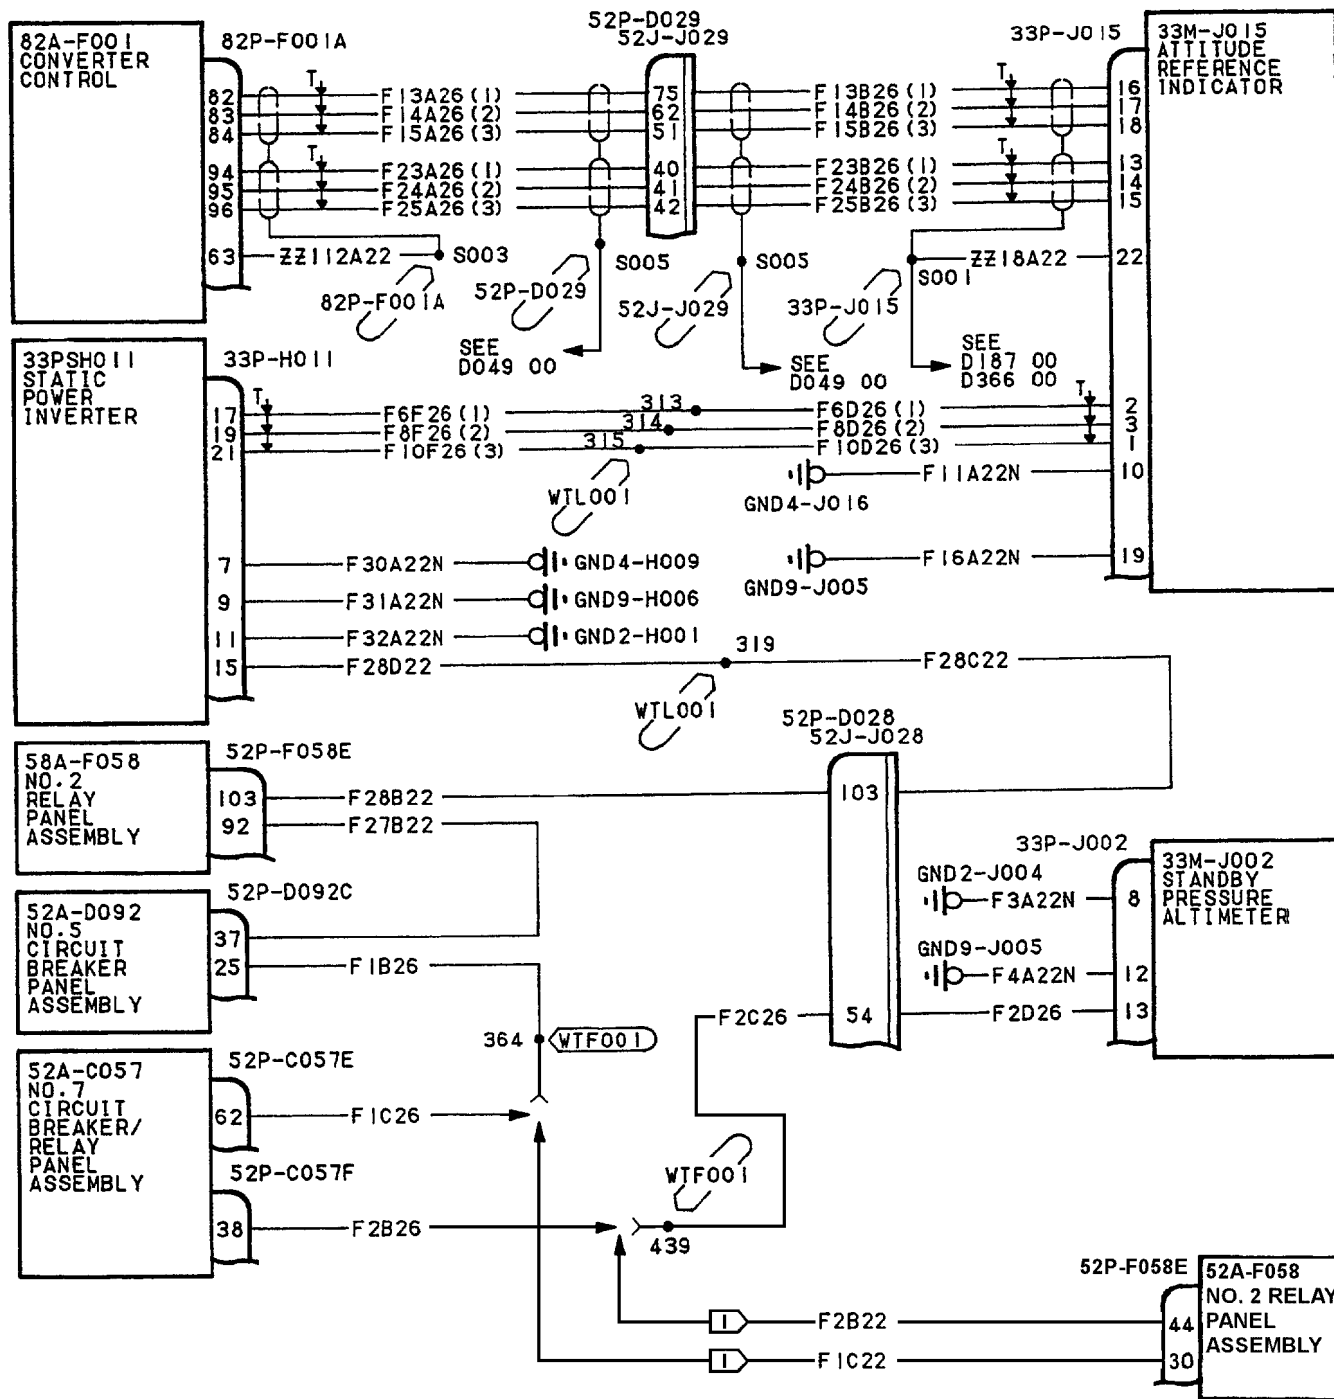 82A-F001
CONVERTER
CONTROL
82P-F001A
82
83
84
94
95
96
63
T
F13A26 (1)
F14A26 (2)
F15A26 (3)
T
F23A26 (1)
F24A26 (2)
F25A26 (3)
ZZ112A22
S003
82P-F001A
52P-D029
52J-J029
75
62
51
40
41
42
S005
52P-D029
SEE
D049 00
S005
52J-J029
SEE
D049 00
F13B26 (1)
F14B26 (2)
F15B26 (3)
F23B26 (1)
F24B26 (2)
F25B26 (3)
T
T
33P-J015
S001
ZZ18A22
33P-J015
SEE
D187 00
D366 00
16
17
18
13
14
15
22
2
3
1
10
19
33M-J015
ATTITUDE
REFERENCE
INDICATOR
33PSH011
STATIC
POWER
INVERTER
33P-H011
17
19
21
7
9
11
15
T
F6F26 (1)
F8F26 (2)
F10F26 (3)
313
314
315
WTL001
F6D26 (1)
F8D26 (2)
F10D26 (3)
T
F11A22N
GND4-J016
F16A22N
GND9-J005
F30A22N
GND4-H009
F31A22N
GND9-H006
F32A22N
GND2-H001
F28D22
319
F28C22
WTL001
58A-F058
NO.2
RELAY
PANEL
ASSEMBLY
52P-F058E
103
92
F28B22
F27B22
52P-D028
52J-J028
103
54
52A-D092
NO.5
CIRCUIT
BREAKER
PANEL
ASSEMBLY
52P-D092C
37
25
F1B26
364
WTF001
33P-J002
33M-J002
STANDBY
PRESSURE
ALTIMETER
GND2-J004
F3A22N
8
GND9-J005
F4A22N
12
F2C26
F2D26
13
52A-C057
NO.7
CIRCUIT
BREAKER/
RELAY
PANEL
ASSEMBLY
52P-C057E
62
F1C26
52P-C057F
38
F2B26
WTF001
439
52P-F058E
52A-F058
NO. 2 RELAY
PANEL
ASSEMBLY
1
F2B22
44
1
F1C22
30